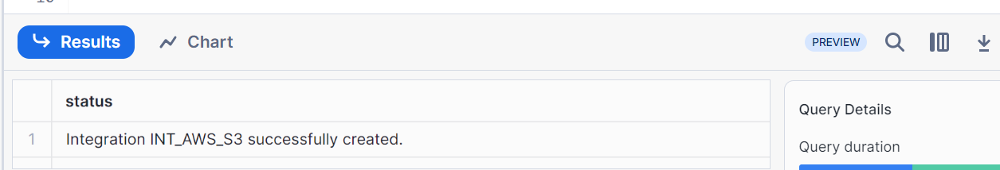 Results
Chart
PREVIEW
status
1 Integration INT_AWS_S3 successfully created.
Query Details
Query duration